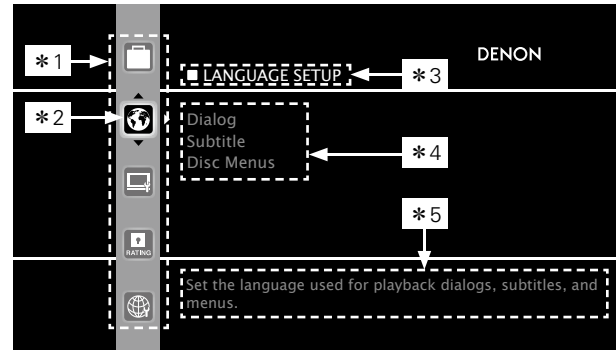 *1
DENON
■ LANGUAGE SETUP
*3
*2
Dialog
Subtitle
Disc Menus
*4
*5
RATING
Set the language used for playback dialogs, subtitles, and
menus.